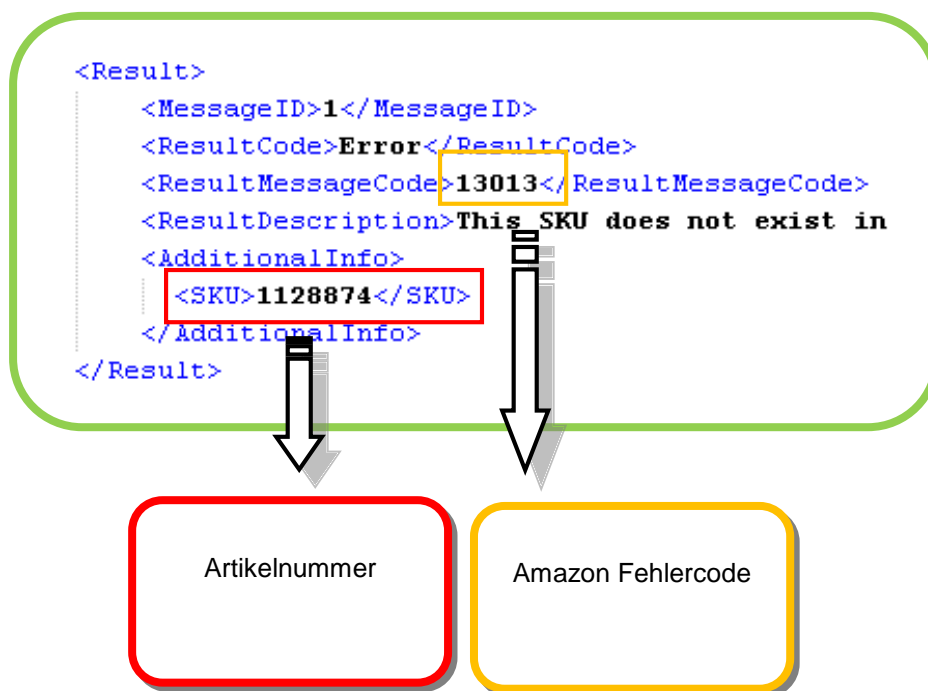 <Result>
<MessageID>1</MessageID>
<ResultCode>Error</ResultCode>
<ResultMessageCode>13013</ResultMessageCode>
<ResultDescription>This SKU does not exist in
<AdditionalInfo>
<SKU>1128874</SKU>
</AdditionalInfo>
</Result>
Artikelnummer
Amazon Fehlercode